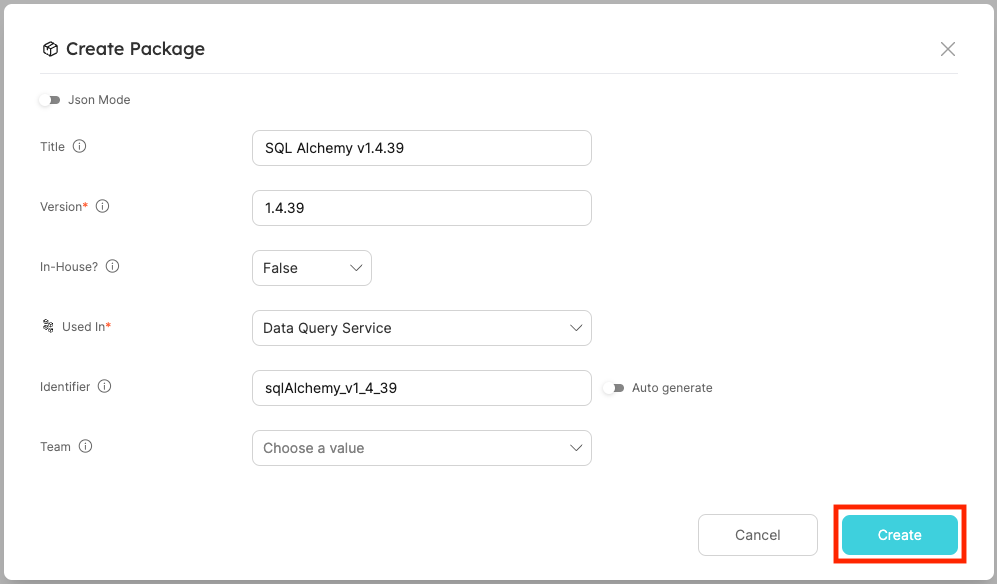 Create Package
Json Mode
Title
SQL Alchemy v1.4.39
Version*
1.4.39
In-House?
False
Used In*
Data Query Service
Identifier
sqlAlchemy_v1_4_39
Auto generate
Team
Choose a value
Cancel
Create